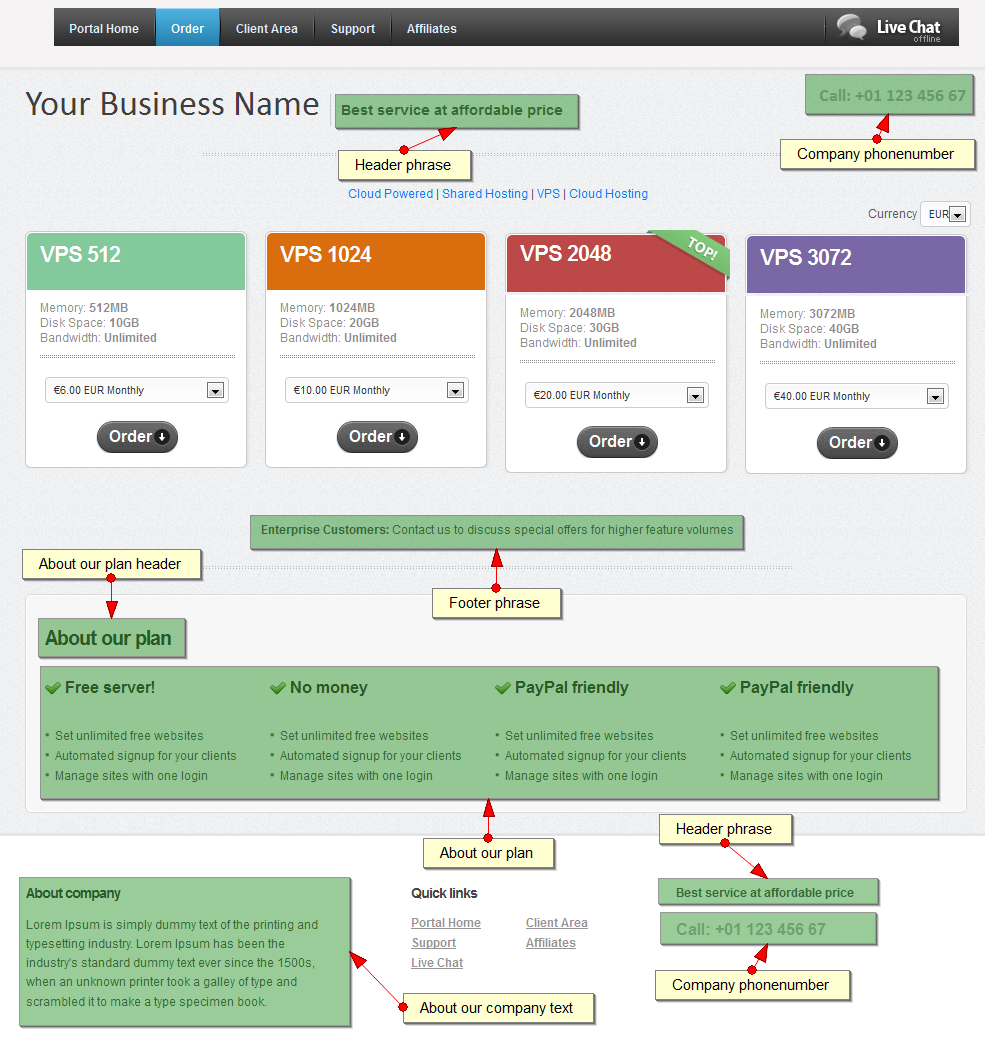 Portal Home Order Client Area Support Affiliates Live Chat
offline
Your Business Name Best service at affordable price Call: +01 123 456 67
Header phrase Company phonenumber
Cloud Powered | Shared Hosting | VPS | Cloud Hosting
Currency EUR
VPS 512 VPS 1024 VPS 2048 TOP! VPS 3072
Memory: 512MB Memory: 1024MB Memory: 2048MB Memory: 3072MB
Disk Space: 10GB Disk Space: 20GB Disk Space: 30GB Disk Space: 40GB
Bandwidth: Unlimited Bandwidth: Unlimited Bandwidth: Unlimited Bandwidth: Unlimited
€6.00 EUR Monthly €10.00 EUR Monthly €20.00 EUR Monthly €40.00 EUR Monthly
Order Order Order Order
Enterprise Customers: Contact us to discuss special offers for higher feature volumes
About our plan header
Footer phrase
About our plan
Free server! No money PayPal friendly PayPal friendly
• Set unlimited free websites • Set unlimited free websites • Set unlimited free websites • Set unlimited free websites
• Automated signup for your clients • Automated signup for your clients • Automated signup for your clients • Automated signup for your clients
• Manage sites with one login • Manage sites with one login • Manage sites with one login • Manage sites with one login
About our plan Header phrase
About company
Lorem Ipsum is simply dummy text of the printing and
typesetting industry. Lorem Ipsum has been the
industry's standard dummy text ever since the 1500s,
when an unknown printer took a galley of type and
scrambled it to make a type specimen book.
About our company text
Quick links
Portal Home Client Area
Support Affiliates
Live Chat
Best service at affordable price
Call: +01 123 456 67
Company phonenumber